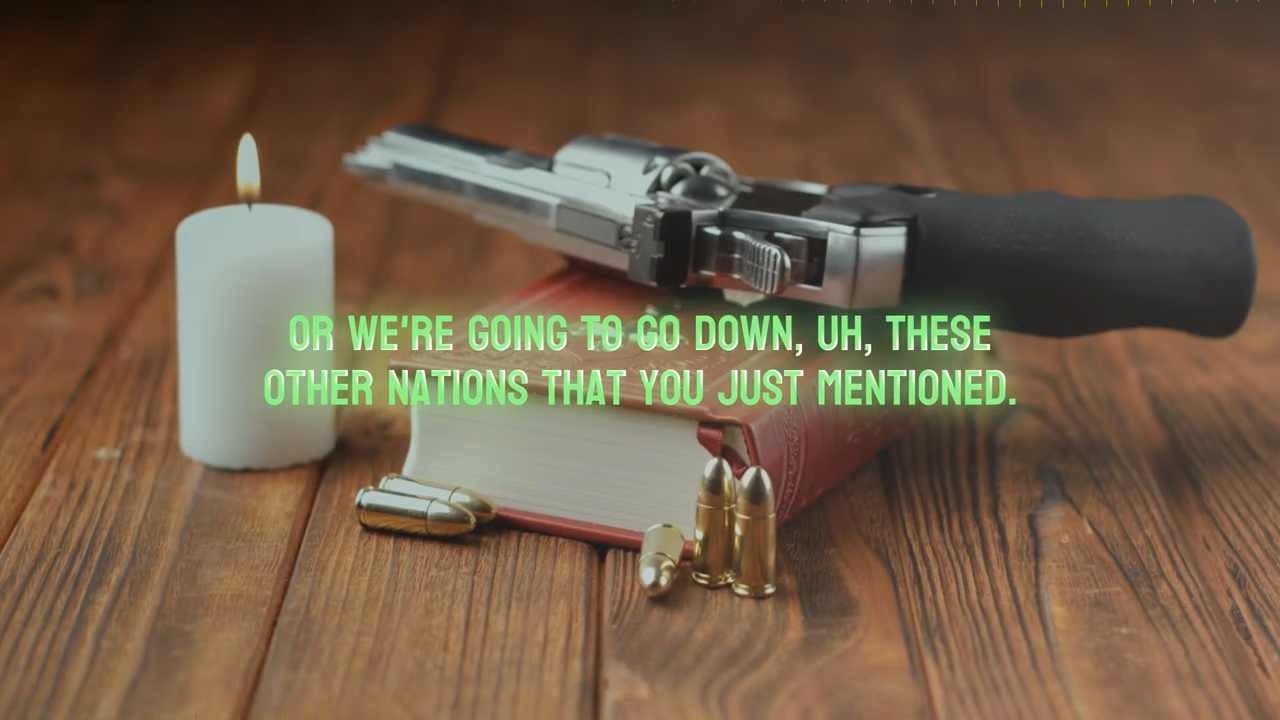 OR WE'RE GOING TO GO DOWN, UH, THESE
OTHER NATIONS THAT YOU JUST MENTIONED.